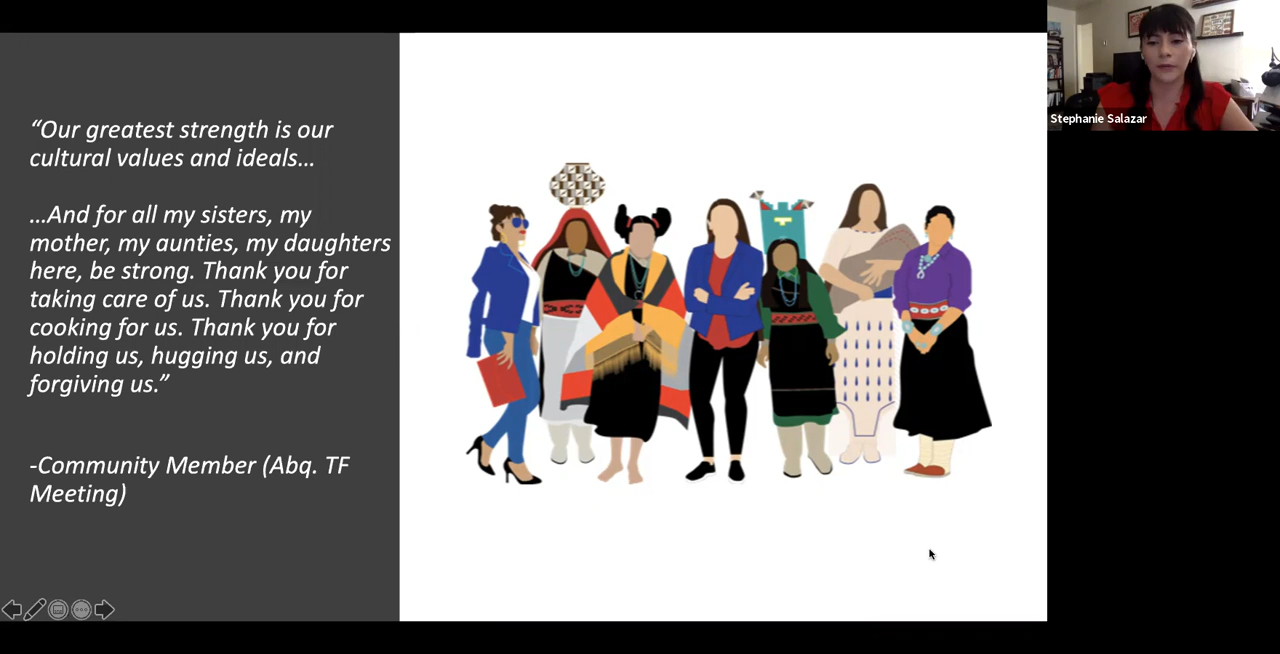 “Our greatest strength is our
cultural values and ideals…
…And for all my sisters, my
mother, my aunties, my daughters
here, be strong. Thank you for
taking care of us. Thank you for
cooking for us. Thank you for
holding us, hugging us, and
forgiving us.”
-Community Member (Abq. TF
Meeting)
Stephanie Salazar